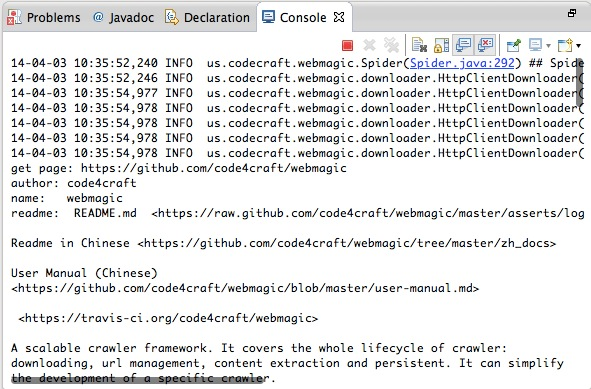 Problems @ Javadoc Declaration Console
14-04-03 10:35:52,240 INFO us.codecraft.webmagic.Spider(Spider.java:292) ## Spide
14-04-03 10:35:52,246 INFO us.codecraft.webmagic.downloader.HttpClientDownloader(
14-04-03 10:35:54,977 INFO us.codecraft.webmagic.downloader.HttpClientDownloader(
14-04-03 10:35:54,978 INFO us.codecraft.webmagic.downloader.HttpClientDownloader(
14-04-03 10:35:54,978 INFO us.codecraft.webmagic.downloader.HttpClientDownloader(
14-04-03 10:35:54,978 INFO us.codecraft.webmagic.downloader.HttpClientDownloader(
14-04-03 10:35:54,978 INFO us.codecraft.webmagic.downloader.HttpClientDownloader(
get page: https://github.com/code4craft/webmagic
author: code4craft
name: webmagic
readme: README.md <https://raw.github.com/code4craft/webmagic/master/asserts/log
Readme in Chinese <https://github.com/code4craft/webmagic/tree/master/zh_docs>
User Manual (Chinese)
<https://github.com/code4craft/webmagic/blob/master/user-manual.md>
<https://travis-ci.org/code4craft/webmagic>
A scalable crawler framework. It covers the whole lifecycle of crawler:
downloading, url management, content extraction and persistent. It can simplify
the development of a specific crawler.